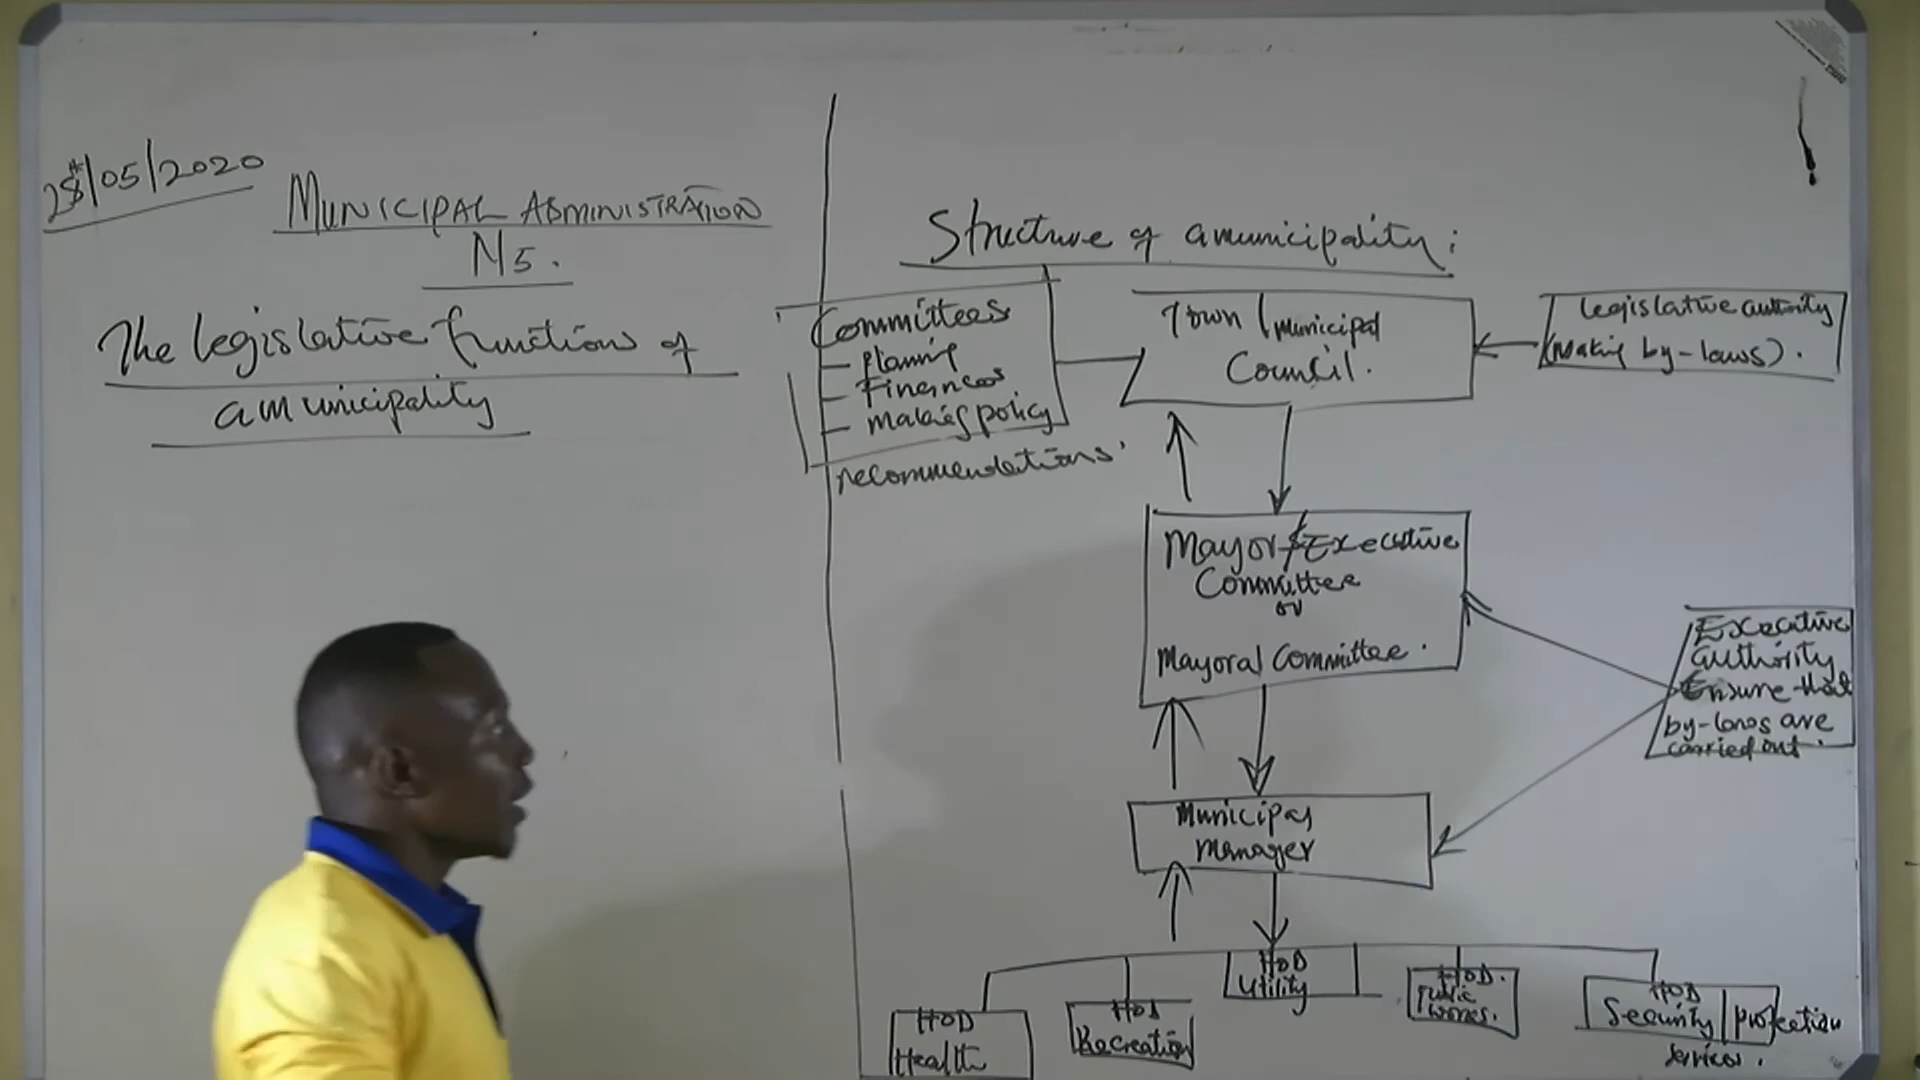 28th/05/2020
MUNICIPAL ADMINISTRATION
N5.
The legislative functions of
a municipality
Structure of a municipality:
Committees
- planning
- Finances
- makes policy
recommendations.
Town / Municipal
Council.
legislative authority
(making by-laws).
Mayor / Executive
Committee
or
Mayoral Committee.
Executive
authority
Ensure that
by-laws are
carried out.
Municipal
manager
HOD
Health
HOD
Recreation
HOD
Utility
HOD.
Public
works.
HOD
Security / protection
services.